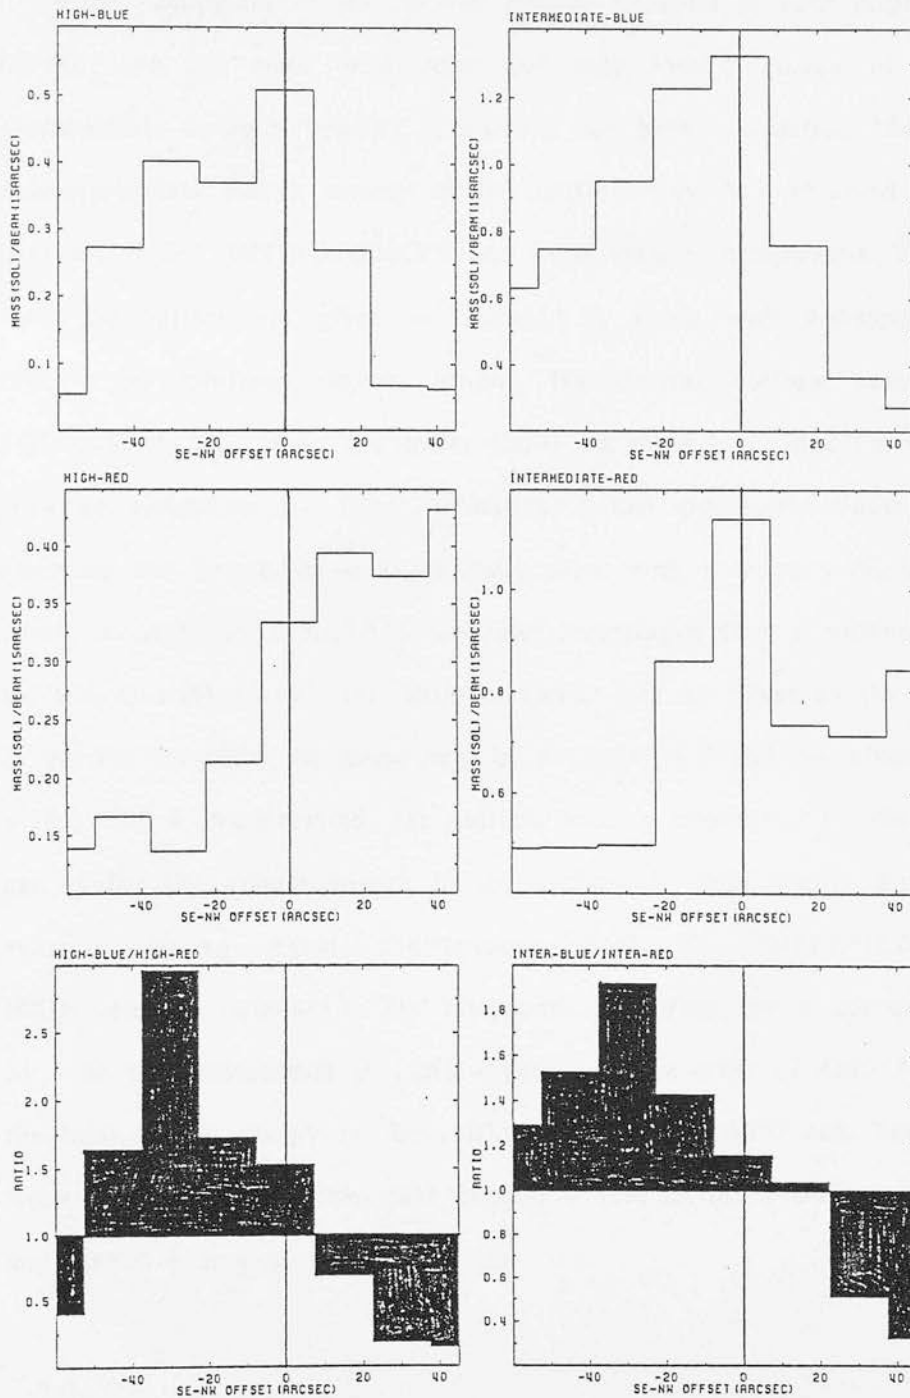 HIGH-BLUE
MASS(SOL)/BEAM(15ARCSEC)
0.5
0.4
0.3
0.2
0.1
-40 -20 0 20 40
SE-NW OFFSET(ARCSEC)
INTERMEDIATE-BLUE
MASS(SOL)/BEAM(15ARCSEC)
1.2
1.0
0.8
0.6
0.4
-40 -20 0 20 40
SE-NW OFFSET(ARCSEC)
HIGH-RED
MASS(SOL)/BEAM(15ARCSEC)
0.40
0.35
0.30
0.25
0.20
0.15
-40 -20 0 20 40
SE-NW OFFSET(ARCSEC)
INTERMEDIATE-RED
MASS(SOL)/BEAM(15ARCSEC)
1.0
0.8
0.6
-40 -20 0 20 40
SE-NW OFFSET(ARCSEC)
HIGH-BLUE/HIGH-RED
RATIO
2.5
2.0
1.5
1.0
0.5
-40 -20 0 20 40
SE-NW OFFSET(ARCSEC)
INTER-BLUE/INTER-RED
RATIO
1.8
1.6
1.4
1.2
1.0
0.8
0.6
0.4
-40 -20 0 20 40
SE-NW OFFSET(ARCSEC)